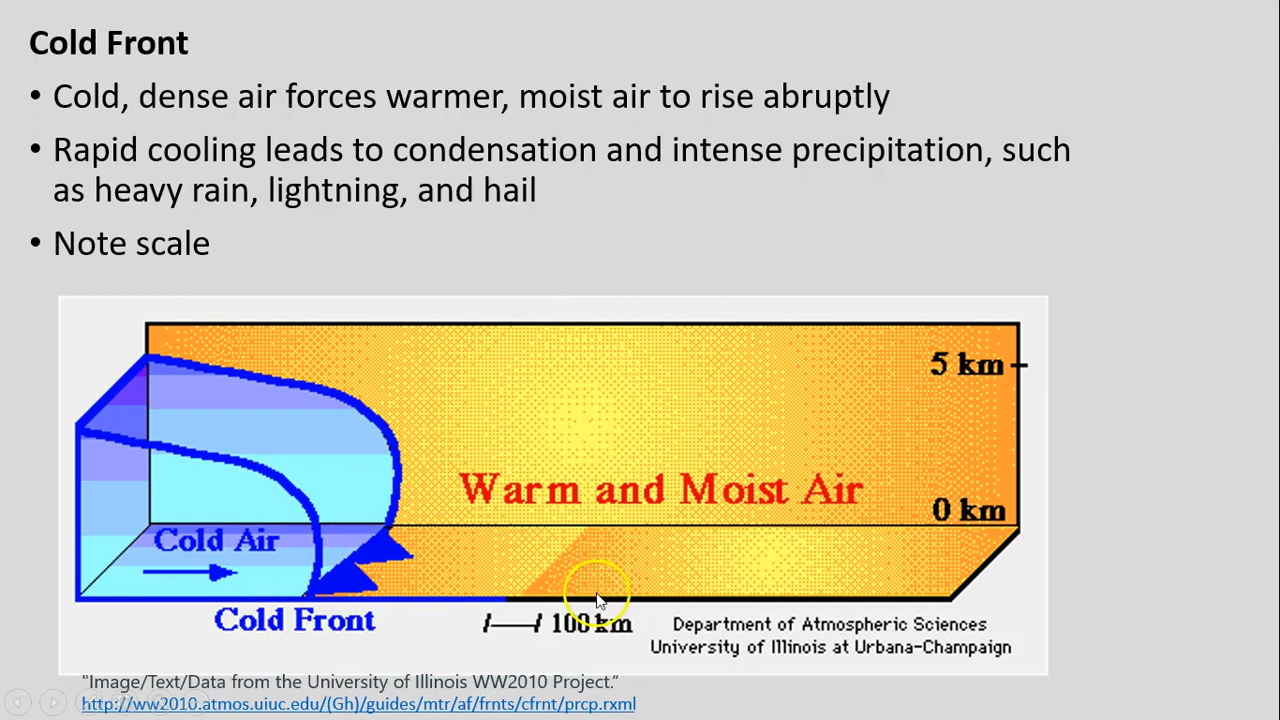 Cold Front
• Cold, dense air forces warmer, moist air to rise abruptly
• Rapid cooling leads to condensation and intense precipitation, such
as heavy rain, lightning, and hail
• Note scale
5 km
Warm and Moist Air
0 km
Cold Air
Cold Front
100 km
Department of Atmospheric Sciences
University of Illinois at Urbana-Champaign
"Image/Text/Data from the University of Illinois WW2010 Project.“
http://ww2010.atmos.uiuc.edu/(Gh)/guides/mtr/af/frnts/cfrnt/prcp.rxml